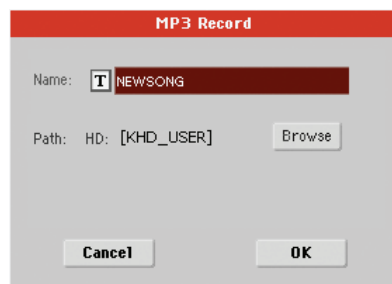 MP3 Record
Name: T NEWSONG
Path: HD: [KHD_USER] Browse
Cancel OK